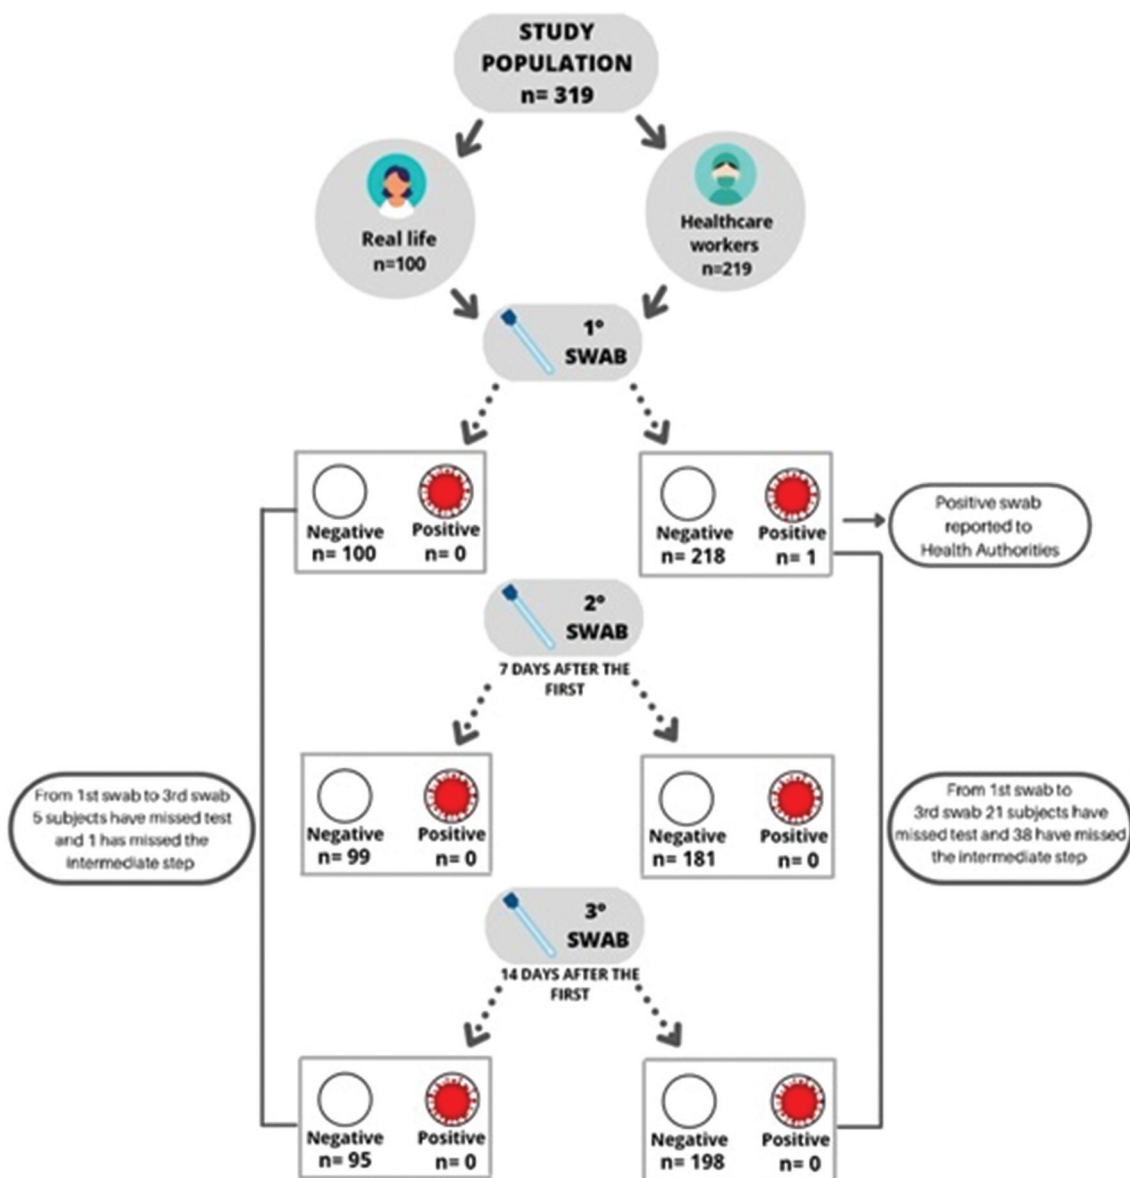 STUDY
POPULATION
n= 319
Real life
n=100
Healthcare
workers
n=219
1°
SWAB
Negative
n= 100
Positive
n= 0
Negative
n= 218
Positive
n= 1
Positive swab
reported to
Health Authorities
2°
SWAB
7 DAYS AFTER THE
FIRST
Negative
n= 99
Positive
n= 0
Negative
n= 181
Positive
n= 0
From 1st swab to 3rd swab
5 subjects have missed test
and 1 has missed the
intermediate step
From 1st swab to
3rd swab 21 subjects have
missed test and 38 have missed
the intermediate step
3°
SWAB
14 DAYS AFTER THE
FIRST
Negative
n= 95
Positive
n= 0
Negative
n= 198
Positive
n= 0